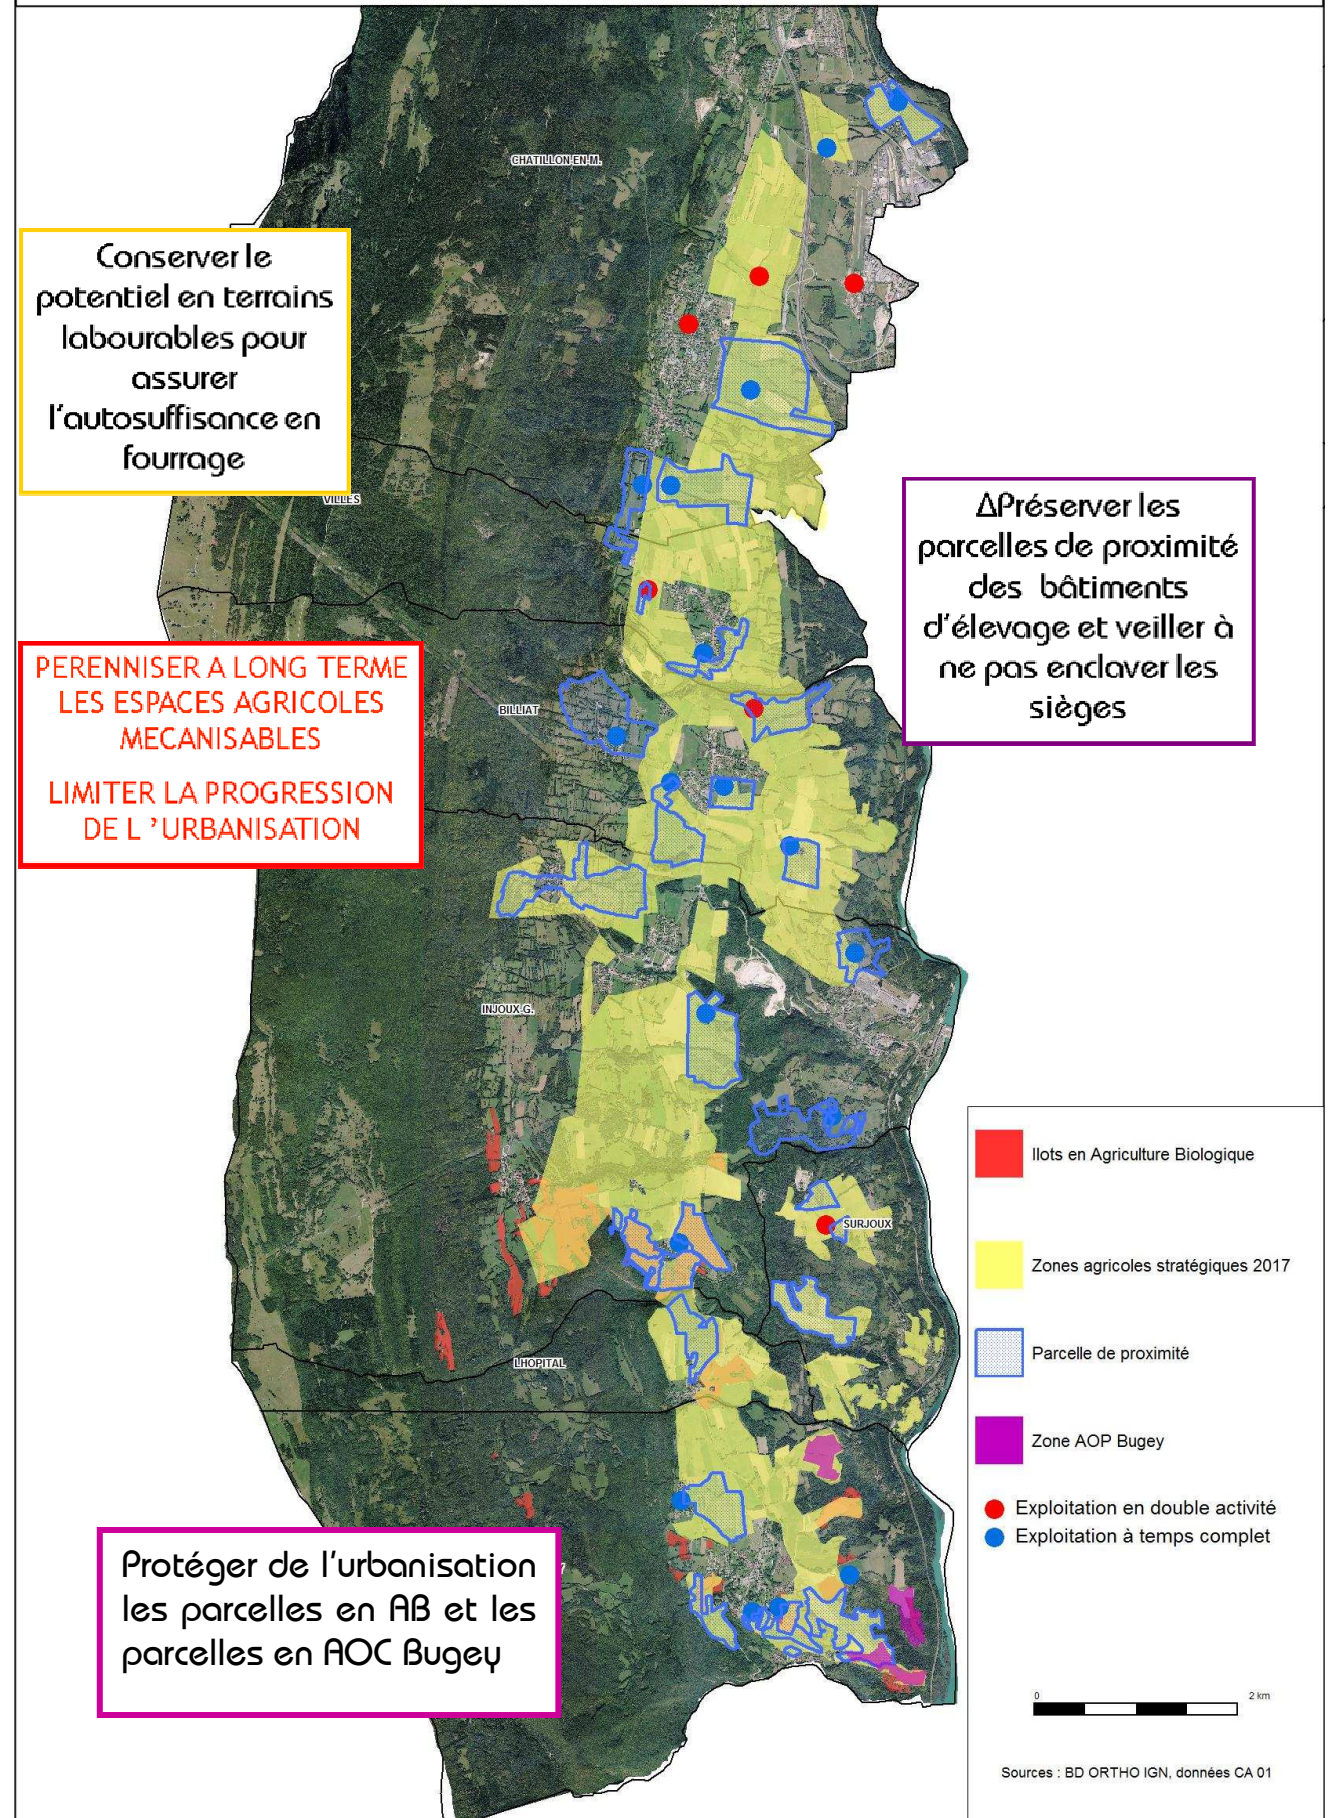 CHATILLON-EN-M.
Conserver le
potentiel en terrains
labourables pour
assurer
l'autosuffisance en
fourrage
VILLES
ΔPréserver les
parcelles de proximité
des bâtiments
d'élevage et veiller à
ne pas enclaver les
sièges
PERENNISER A LONG TERME
LES ESPACES AGRICOLES
MECANISABLES
LIMITER LA PROGRESSION
DE L ’URBANISATION
BILLIAT
INJOUX-G.
SURJOUX
LHOPITAL
Ilots en Agriculture Biologique
Zones agricoles stratégiques 2017
Parcelle de proximité
Zone AOP Bugey
Exploitation en double activité
Exploitation à temps complet
Protéger de l'urbanisation
les parcelles en AB et les
parcelles en AOC Bugey
0 2 km
Sources : BD ORTHO IGN, données CA 01